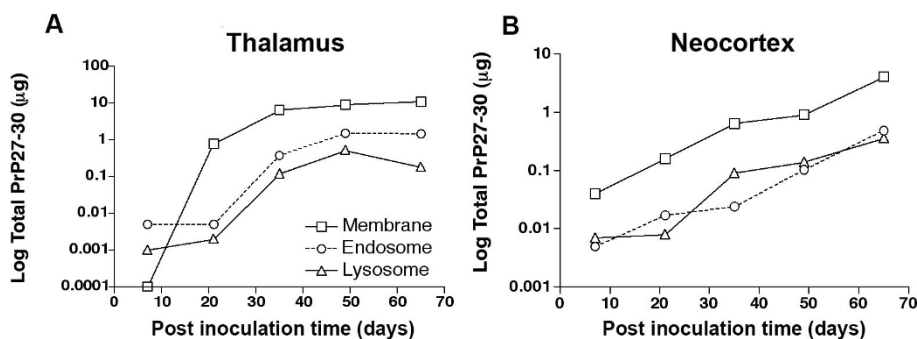 A
Thalamus
Log Total PrP27-30 (μg)
100
10
1
0.1
0.01
0.001
0.0001
0 10 20 30 40 50 60 70
Post inoculation time (days)
Membrane
Endosome
Lysosome
B
Neocortex
Log Total PrP27-30 (μg)
10
1
0.1
0.01
0.001
0 10 20 30 40 50 60 70
Post inoculation time (days)